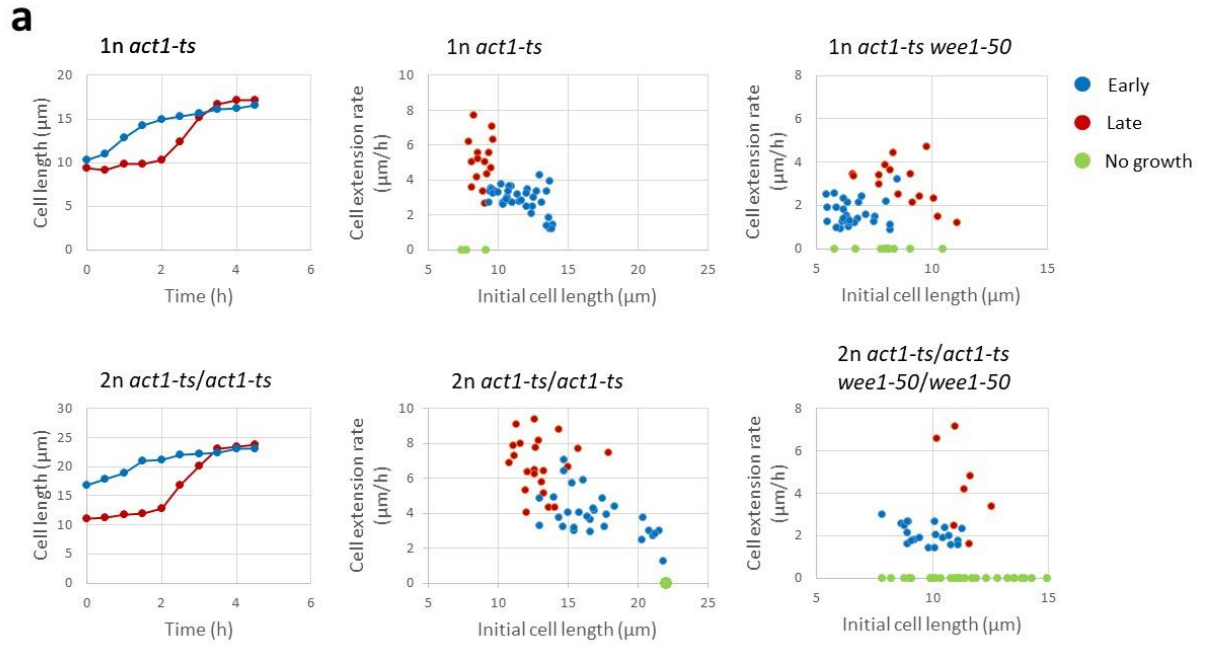 a
1n act1-ts
Cell length (µm)
20
15
10
5
0
0 2 4 6
Time (h)
1n act1-ts
Cell extension rate
(µm/h)
10
8
6
4
2
0
5 10 15 20 25
Initial cell length (µm)
1n act1-ts wee1-50
Cell extension rate
(µm/h)
8
6
4
2
0
5 10 15
Initial cell length (µm)
Early
Late
No growth
2n act1-ts/act1-ts
Cell length (µm)
30
25
20
15
10
5
0
0 2 4 6
Time (h)
2n act1-ts/act1-ts
Cell extension rate
(µm/h)
10
8
6
4
2
0
5 10 15 20 25
Initial cell length (µm)
2n act1-ts/act1-ts
wee1-50/wee1-50
Cell extension rate
(µm/h)
8
6
4
2
0
5 10 15
Initial cell length (µm)